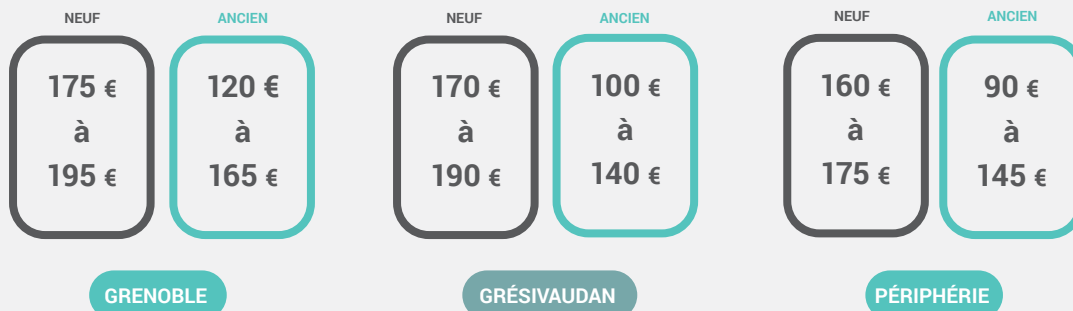 NEUF
ANCIEN
175 €
à
195 €
120 €
à
165 €
GRENOBLE
NEUF
ANCIEN
170 €
à
190 €
100 €
à
140 €
GRÉSIVAUDAN
NEUF
ANCIEN
160 €
à
175 €
90 €
à
145 €
PÉRIPHÉRIE